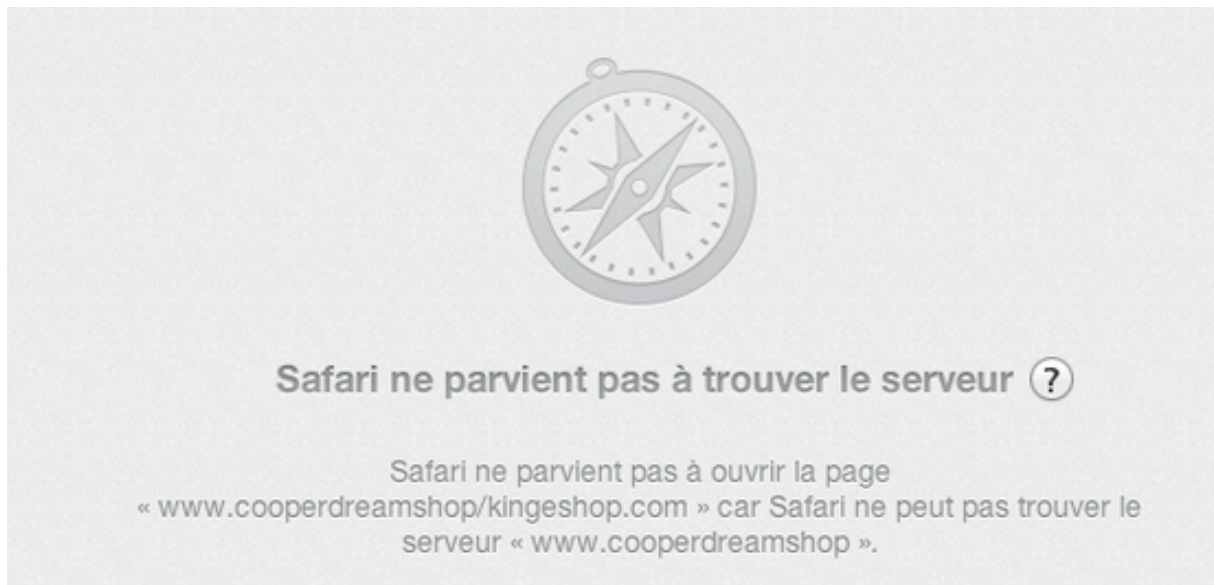 Safari ne parvient pas à trouver le serveur ?
Safari ne parvient pas à ouvrir la page
« www.cooperdreamshop/kingeshop.com » car Safari ne peut pas trouver le
serveur « www.cooperdreamshop ».